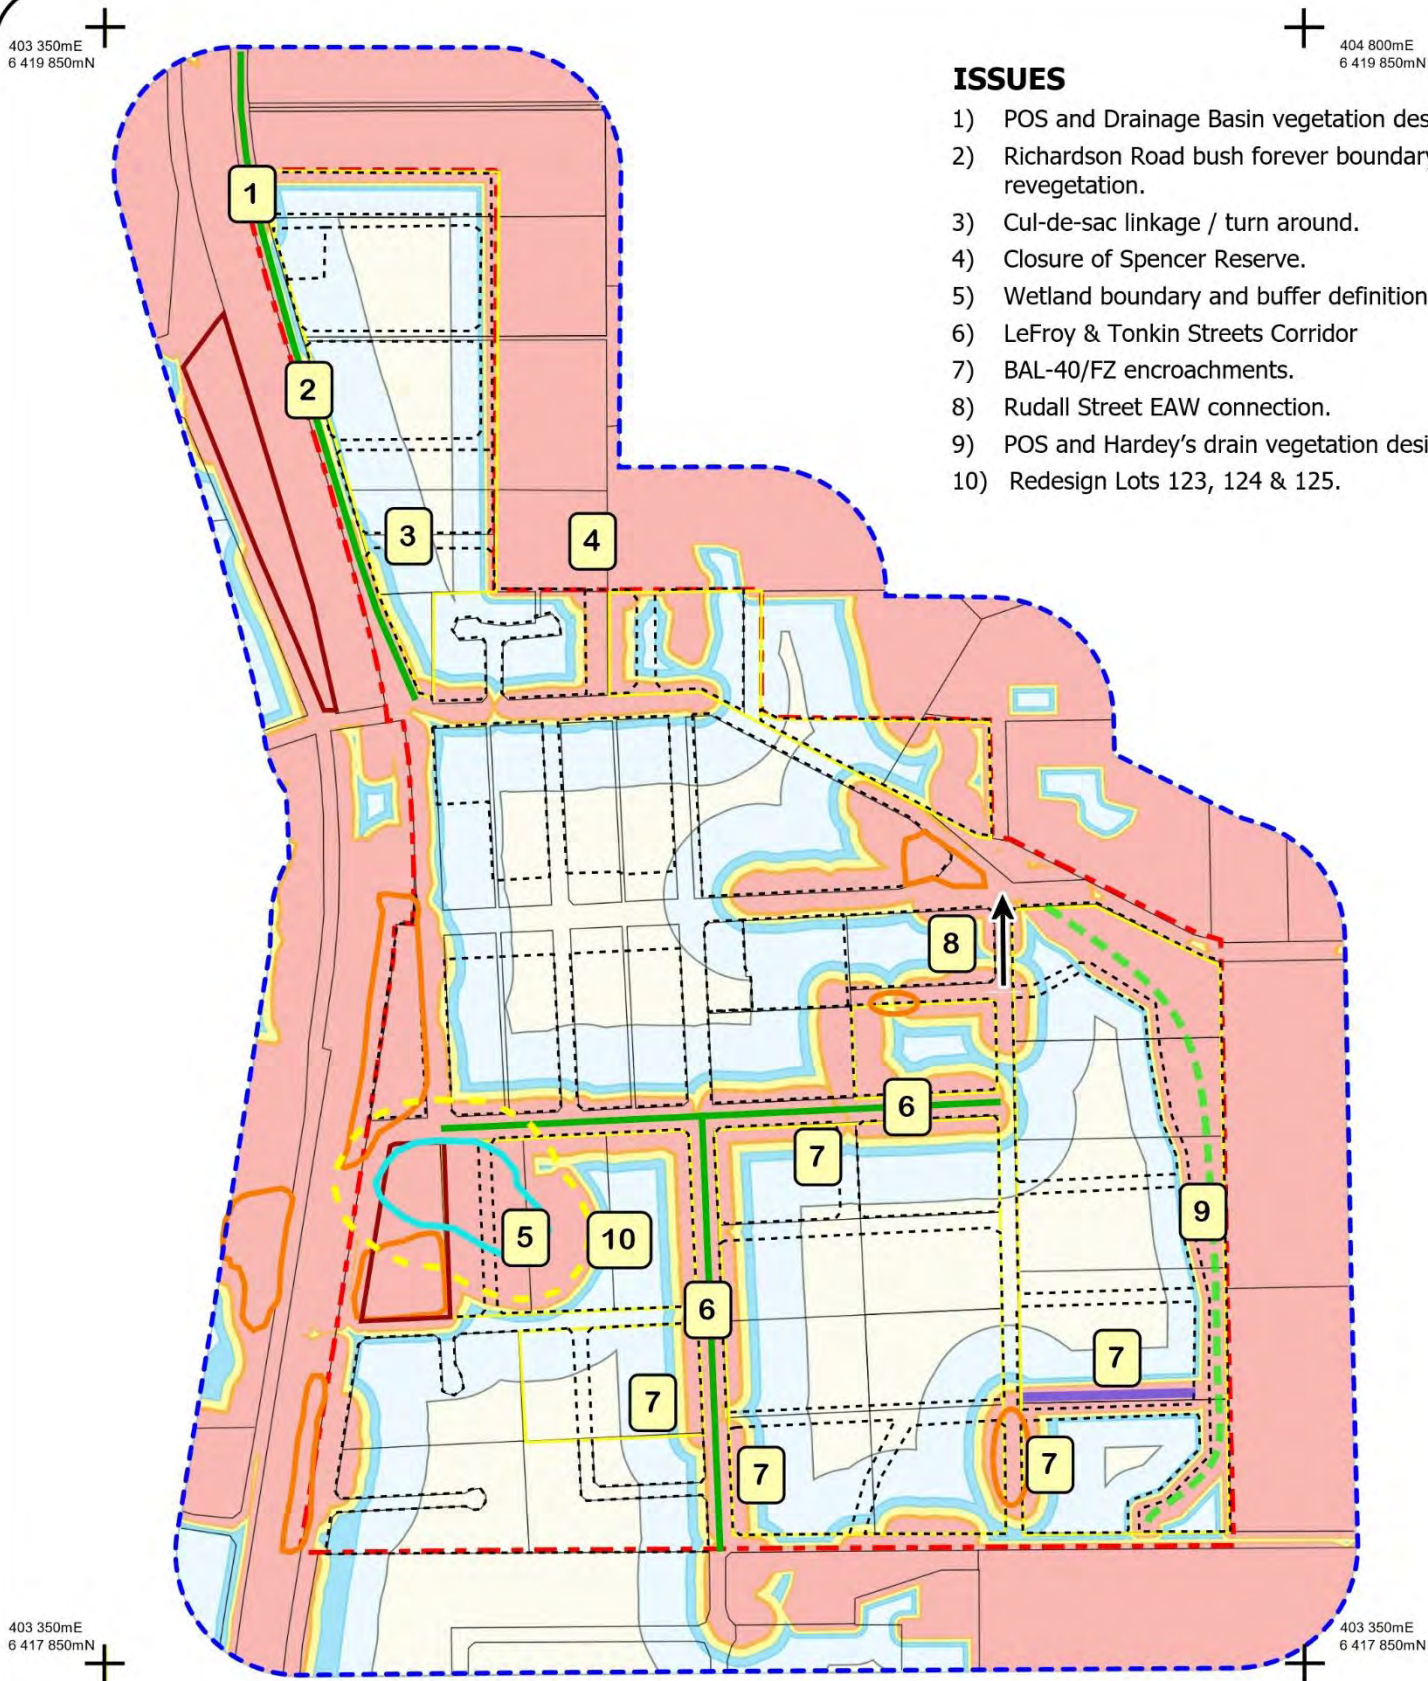 403 350mE
6 419 850mN
404 800mE
6 419 850mN
ISSUES
1) POS and Drainage Basin vegetation des
2) Richardson Road bush forever boundary
revegetation.
3) Cul-de-sac linkage / turn around.
4) Closure of Spencer Reserve.
5) Wetland boundary and buffer definition
6) LeFroy & Tonkin Streets Corridor
7) BAL-40/FZ encroachments.
8) Rudall Street EAW connection.
9) POS and Hardey's drain vegetation desi
10) Redesign Lots 123, 124 & 125.
1
2
3
4
8
6
7
9
5
10
6
7
7
7
7
403 350mE
6 417 850mN
403 350mE
6 417 850mN